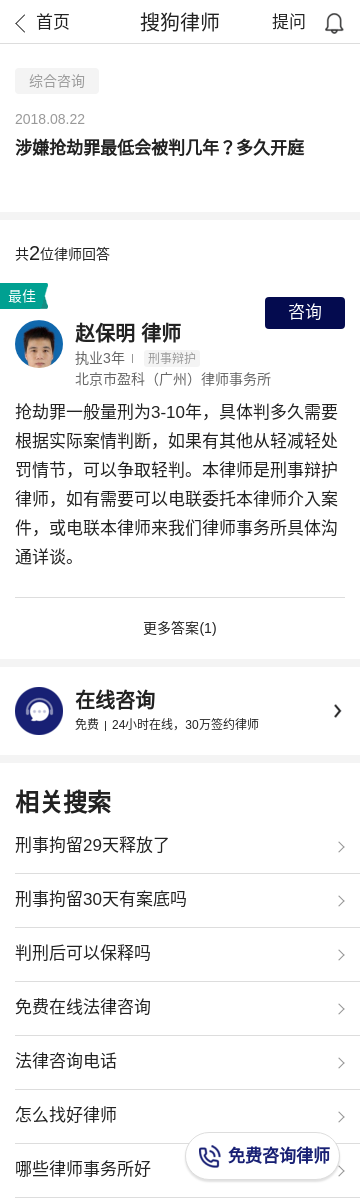 首页
搜狗律师
提问
综合咨询
2018.08.22
涉嫌抢劫罪最低会被判几年？多久开庭
共2位律师回答
最佳
咨询
赵保明 律师
执业3年 | 刑事辩护
北京市盈科（广州）律师事务所
抢劫罪一般量刑为3-10年，具体判多久需要
根据实际案情判断，如果有其他从轻减轻处
罚情节，可以争取轻判。本律师是刑事辩护
律师，如有需要可以电联委托本律师介入案
件，或电联本律师来我们律师事务所具体沟
通详谈。
更多答案(1)
在线咨询
免费 | 24小时在线，30万签约律师
相关搜索
刑事拘留29天释放了
刑事拘留30天有案底吗
判刑后可以保释吗
免费在线法律咨询
法律咨询电话
怎么找好律师
免费咨询律师
哪些律师事务所好